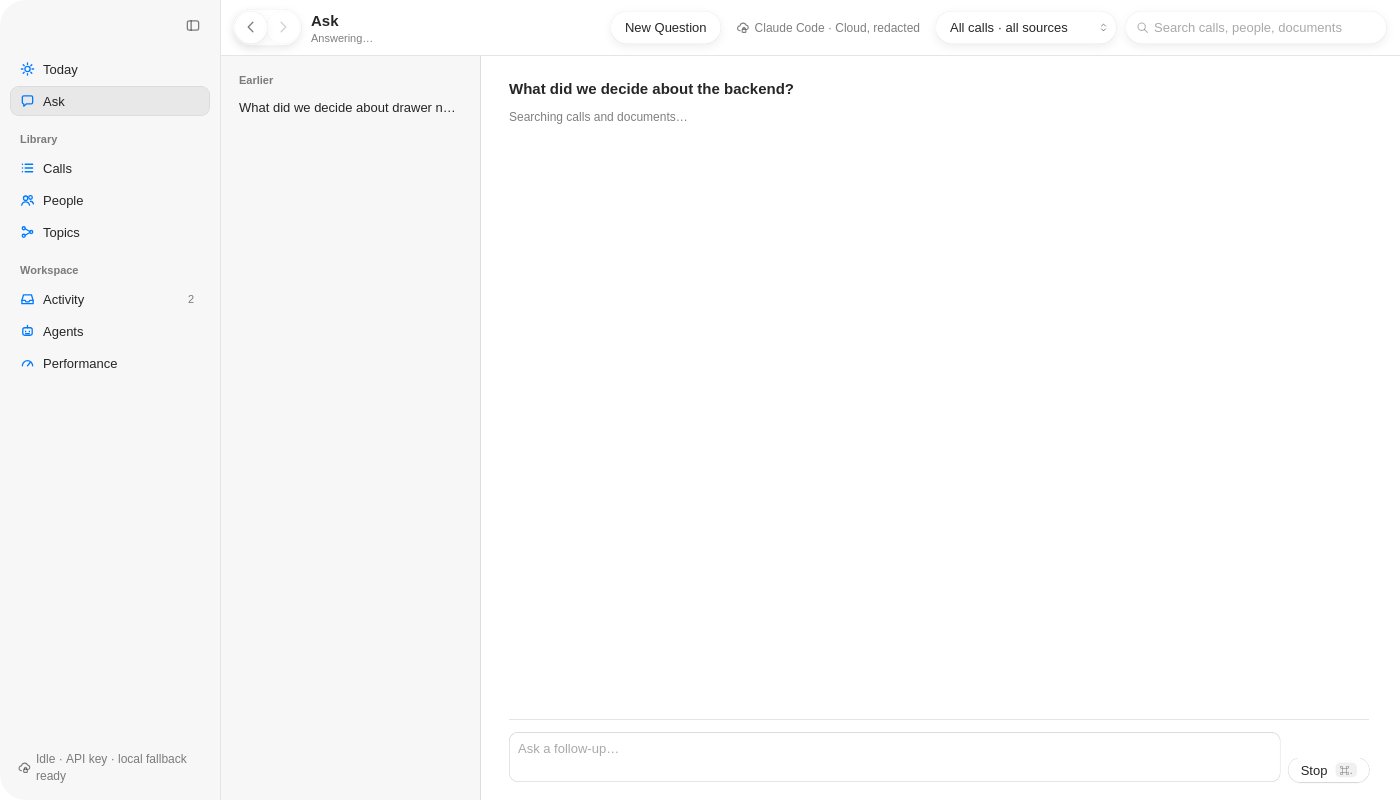 Today
Ask
Library
Calls
People
Topics
Workspace
Activity 2
Agents
Performance
Idle · API key · local fallback
ready
Ask
Answering…
New Question
Claude Code · Cloud, redacted
All calls · all sources
Search calls, people, documents
Earlier
What did we decide about drawer n…
What did we decide about the backend?
Searching calls and documents…
Ask a follow-up…
Stop ⌘.